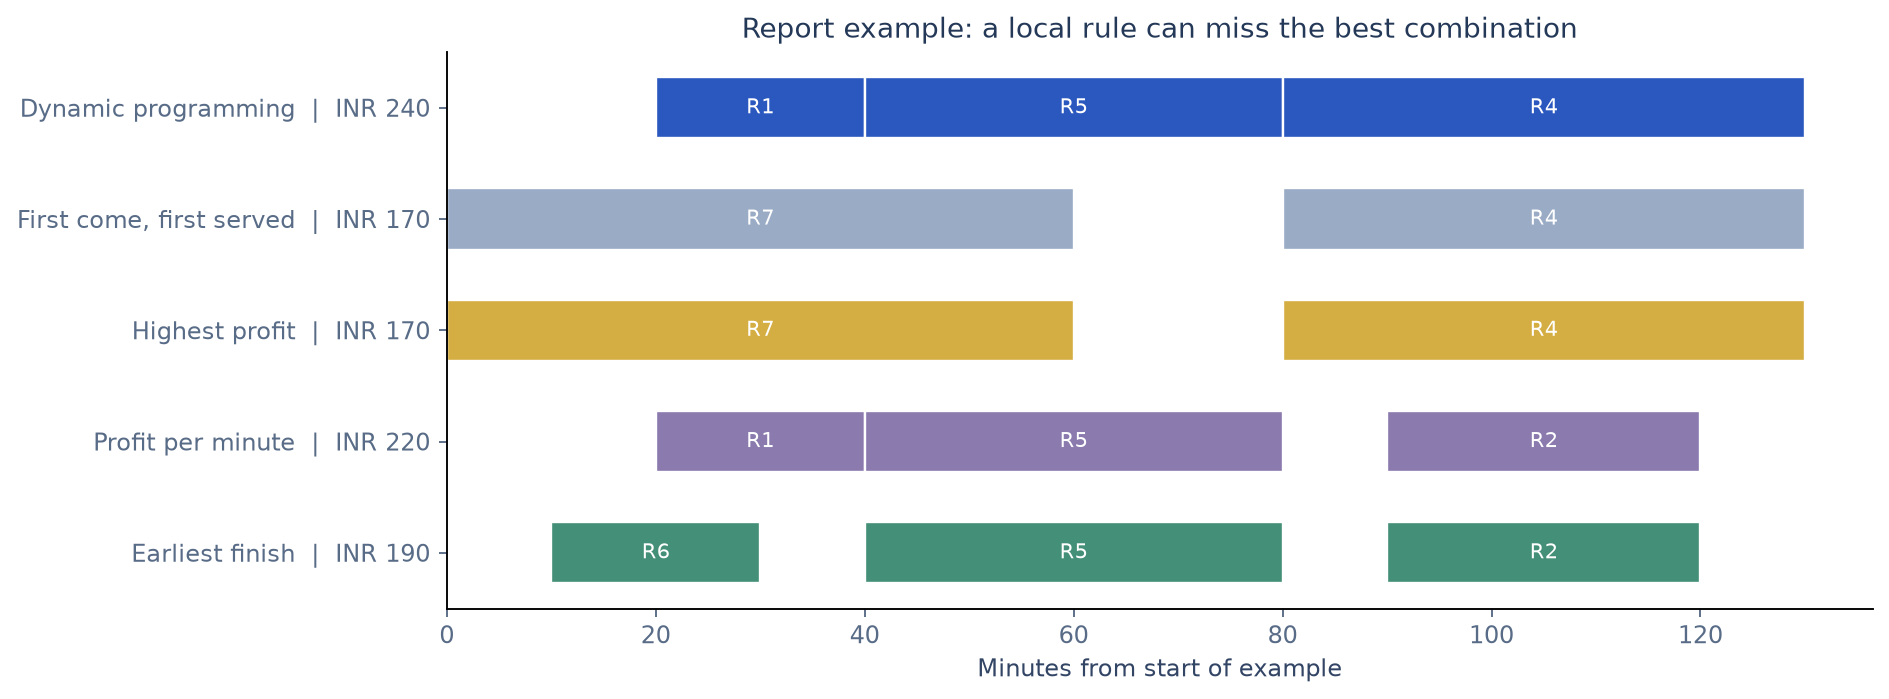 Report example: a local rule can miss the best combination
Dynamic programming | INR 240
R1 R5 R4
First come, first served | INR 170
R7 R4
Highest profit | INR 170
R7 R4
Profit per minute | INR 220
R1 R5 R2
Earliest finish | INR 190
R6 R5 R2
0 20 40 60 80 100 120
Minutes from start of example